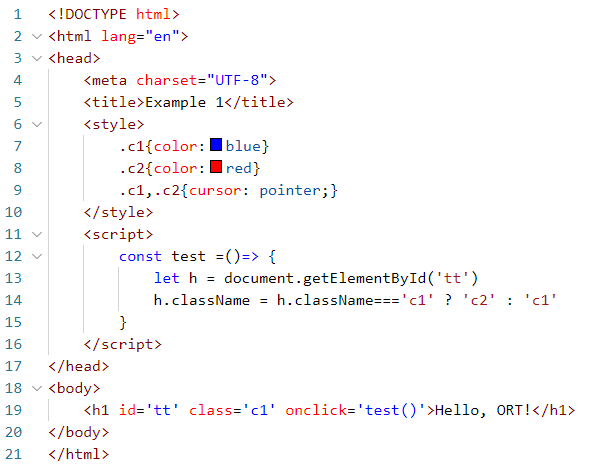 1 <!DOCTYPE html>
2 <html lang="en">
3 <head>
4     <meta charset="UTF-8">
5     <title>Example 1</title>
6     <style>
7         .c1{color:blue}
8         .c2{color:red}
9         .c1,.c2{cursor: pointer;}
10     </style>
11     <script>
12         const test =()=> {
13             let h = document.getElementById('tt')
14             h.className = h.className==='c1' ? 'c2' : 'c1'
15         }
16     </script>
17 </head>
18 <body>
19     <h1 id='tt' class='c1' onclick='test()'>Hello, ORT!</h1>
20 </body>
21 </html>